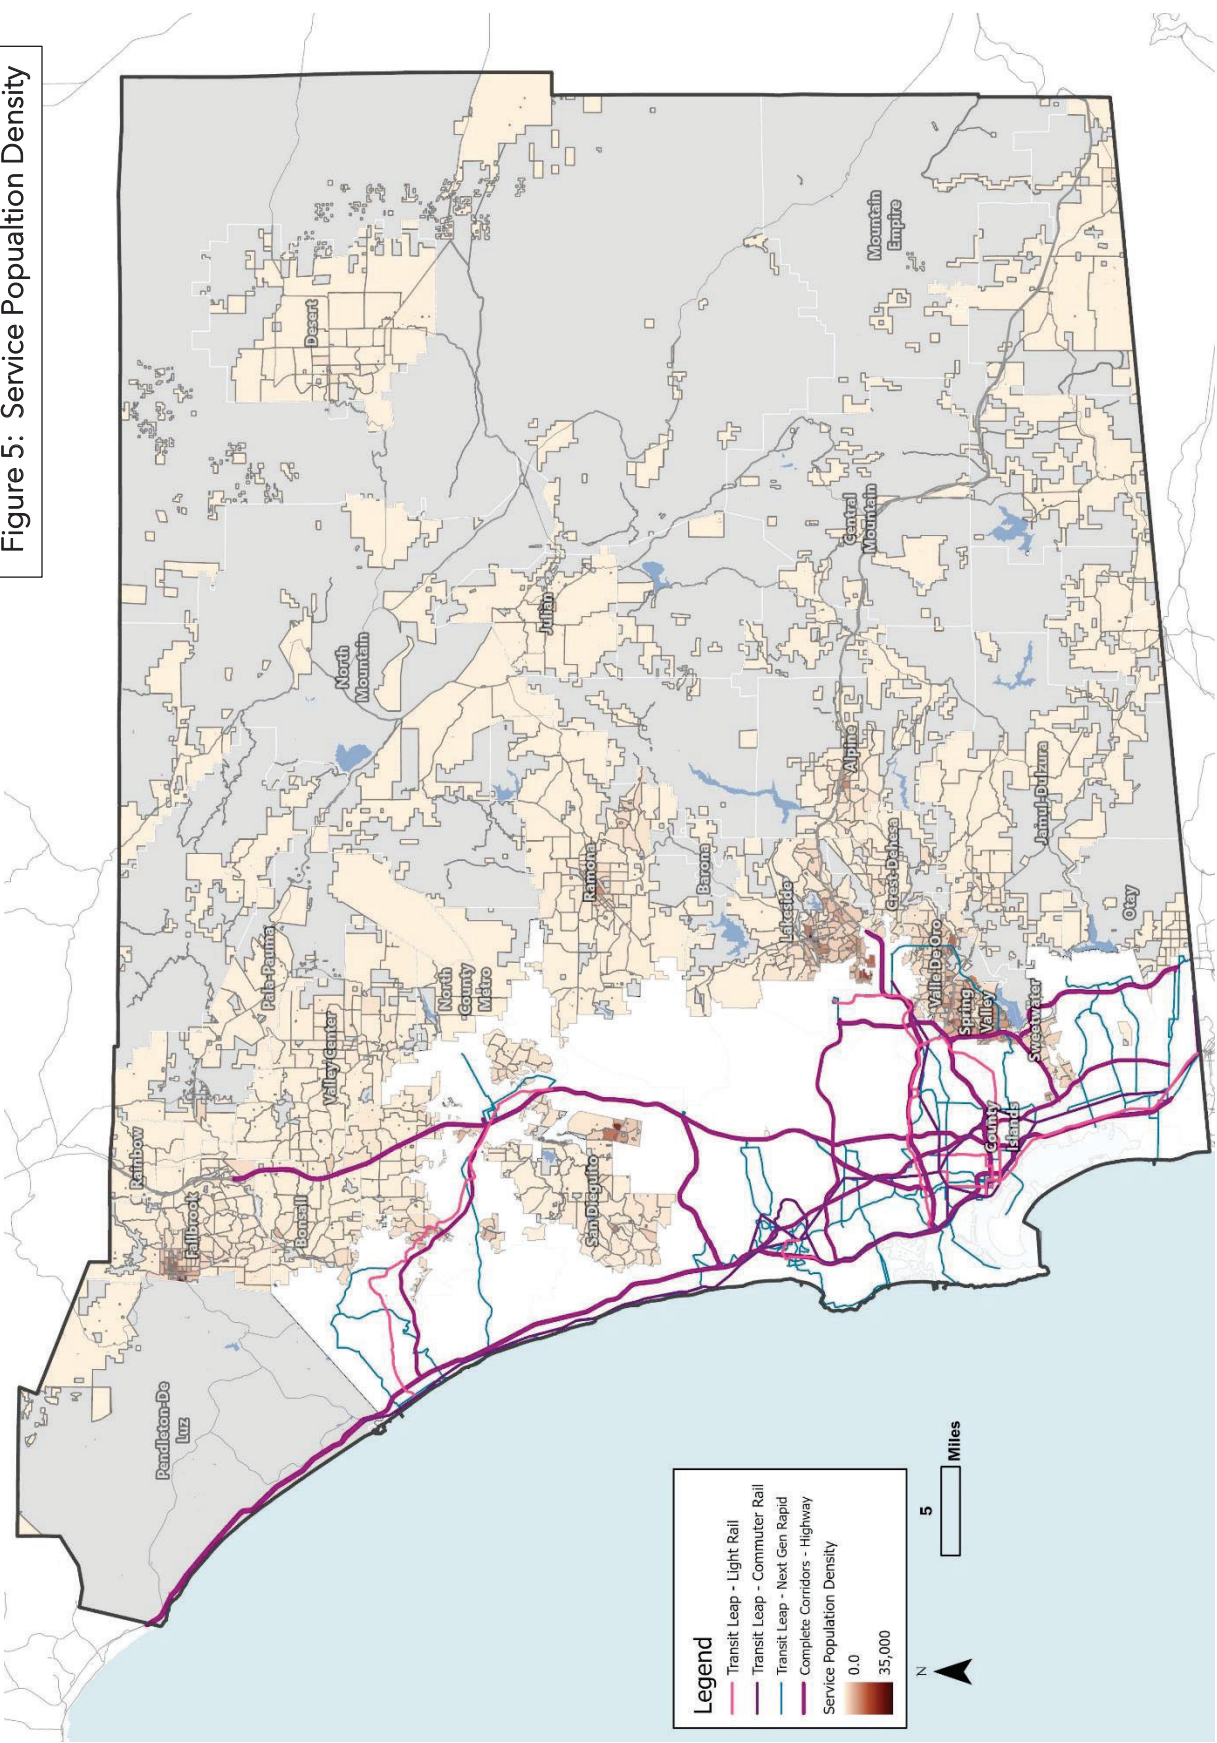 Figure 5:  Service Popualtion Density
Rainbow
Fallbrook
Pendleton-De
Luz
Bonsall
Pala-Pauma
Valley Center
North
Mountain
Desert
North
County
Metro
Julian
San Dieguito
Ramona
Barona
Lakeside
Alpine
Central
Mountain
Mountain
Empire
Crest-Dehesa
Valle De Oro
Spring
Valley
County
Islands
Sweetwater
Jamul-Dulzura
Otay
Legend
Transit Leap - Light Rail
Transit Leap - Commuter Rail
Transit Leap - Next Gen Rapid
Complete Corridors - Highway
Service Population Density
0.0
35,000
N
5
Miles